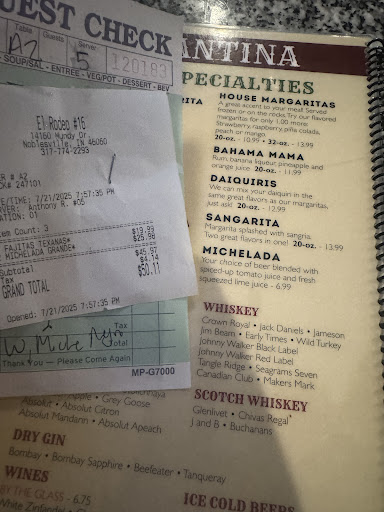 GUEST CHECK
Table
Guests
Server
A2
5
120193
SOUP/SAL - ENTREE - VEG/POT - DESSERT - BEV
El Rodeo #16
14160 Mundy Dr.
Noblesville, IN 46060
317-774-2293
# A2
# 247101
7/21/2025 7:57:35 PM
Anthony R. #05
01
Item Count: 3
FAJITAS TEXANAS* $19.99
MICHELADA GRANDE* $25.98
Subtotal $45.97
Tax $4.14
GRAND TOTAL $50.11
Opened: 7/21/2025 7:57:35 PM
Tax
Total
Thank You — Please Come Again
MP-G7000
CANTINA
SPECIALTIES
HOUSE MARGARITAS
A great accent to your meal! Served
frozen or on the rocks. Try our flavored
margaritas for only 1.00 more:
Strawberry, raspberry, piña colada,
peach or mango.
20-oz. - 10.99 • 32-oz. - 13.99
BAHAMA MAMA
Rum, banana liqueur, pineapple and
orange juice 20-oz. - 11.99
DAIQUIRIS
We can mix your daiquiri in the
same great flavors as our margaritas,
just ask! 20-oz. - 12.99
SANGARITA
Margarita splashed with sangria.
Two great flavors in one! 20-oz. - 13.99
MICHELADA
Your choice of beer blended with
spiced-up tomato juice and fresh
squeezed lime juice - 6.99
WHISKEY
Crown Royal • Jack Daniels • Jameson
Jim Beam • Early Times • Wild Turkey
Johnny Walker Black Label
Johnny Walker Red Label
Tangle Ridge • Seagrams Seven
Canadian Club • Makers Mark
SCOTCH WHISKEY
Glenlivet • Chivas Regal
J and B • Buchanans
• Grey Goose
Absolut • Absolut Citron
Absolut Mandarin • Absolut Apeach
DRY GIN
Bombay • Bombay Sapphire • Beefeater • Tanqueray
WINES
BY THE GLASS - 6.75
White Zinfandel
ICE COLD BEERS